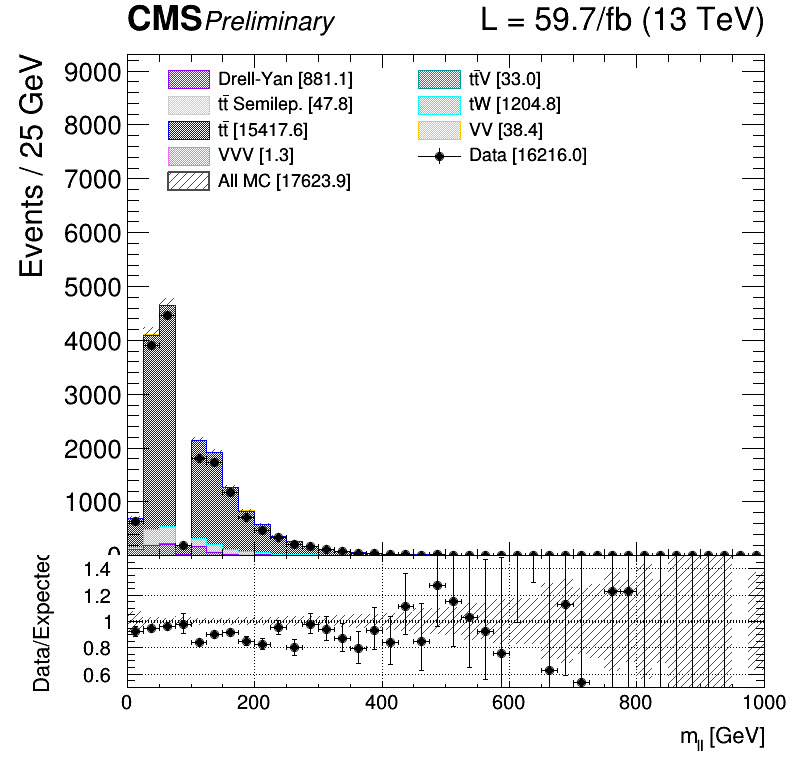 CMS Preliminary L = 59.7/fb (13 TeV)
Events / 25 GeV
9000
8000
7000
6000
5000
4000
3000
2000
1000
0
Drell-Yan [881.1]
tt̄ Semilep. [47.8]
tt̄ [15417.6]
VVV [1.3]
All MC [17623.9]
tt̄V [33.0]
tW [1204.8]
VV [38.4]
Data [16216.0]
Data/Expected
1.4
1.2
1
0.8
0.6
0 200 400 600 800 1000
m_ll [GeV]